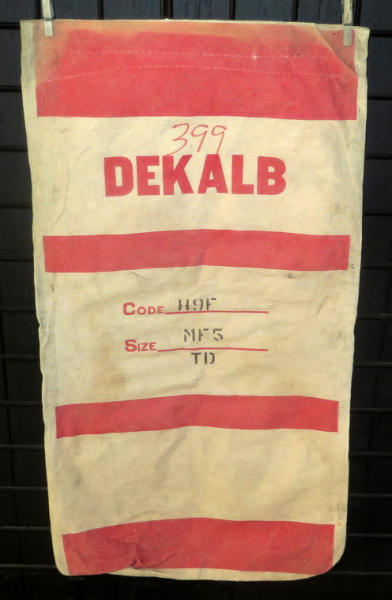 399
DEKALB
CODE H9F
SIZE MF5
TD